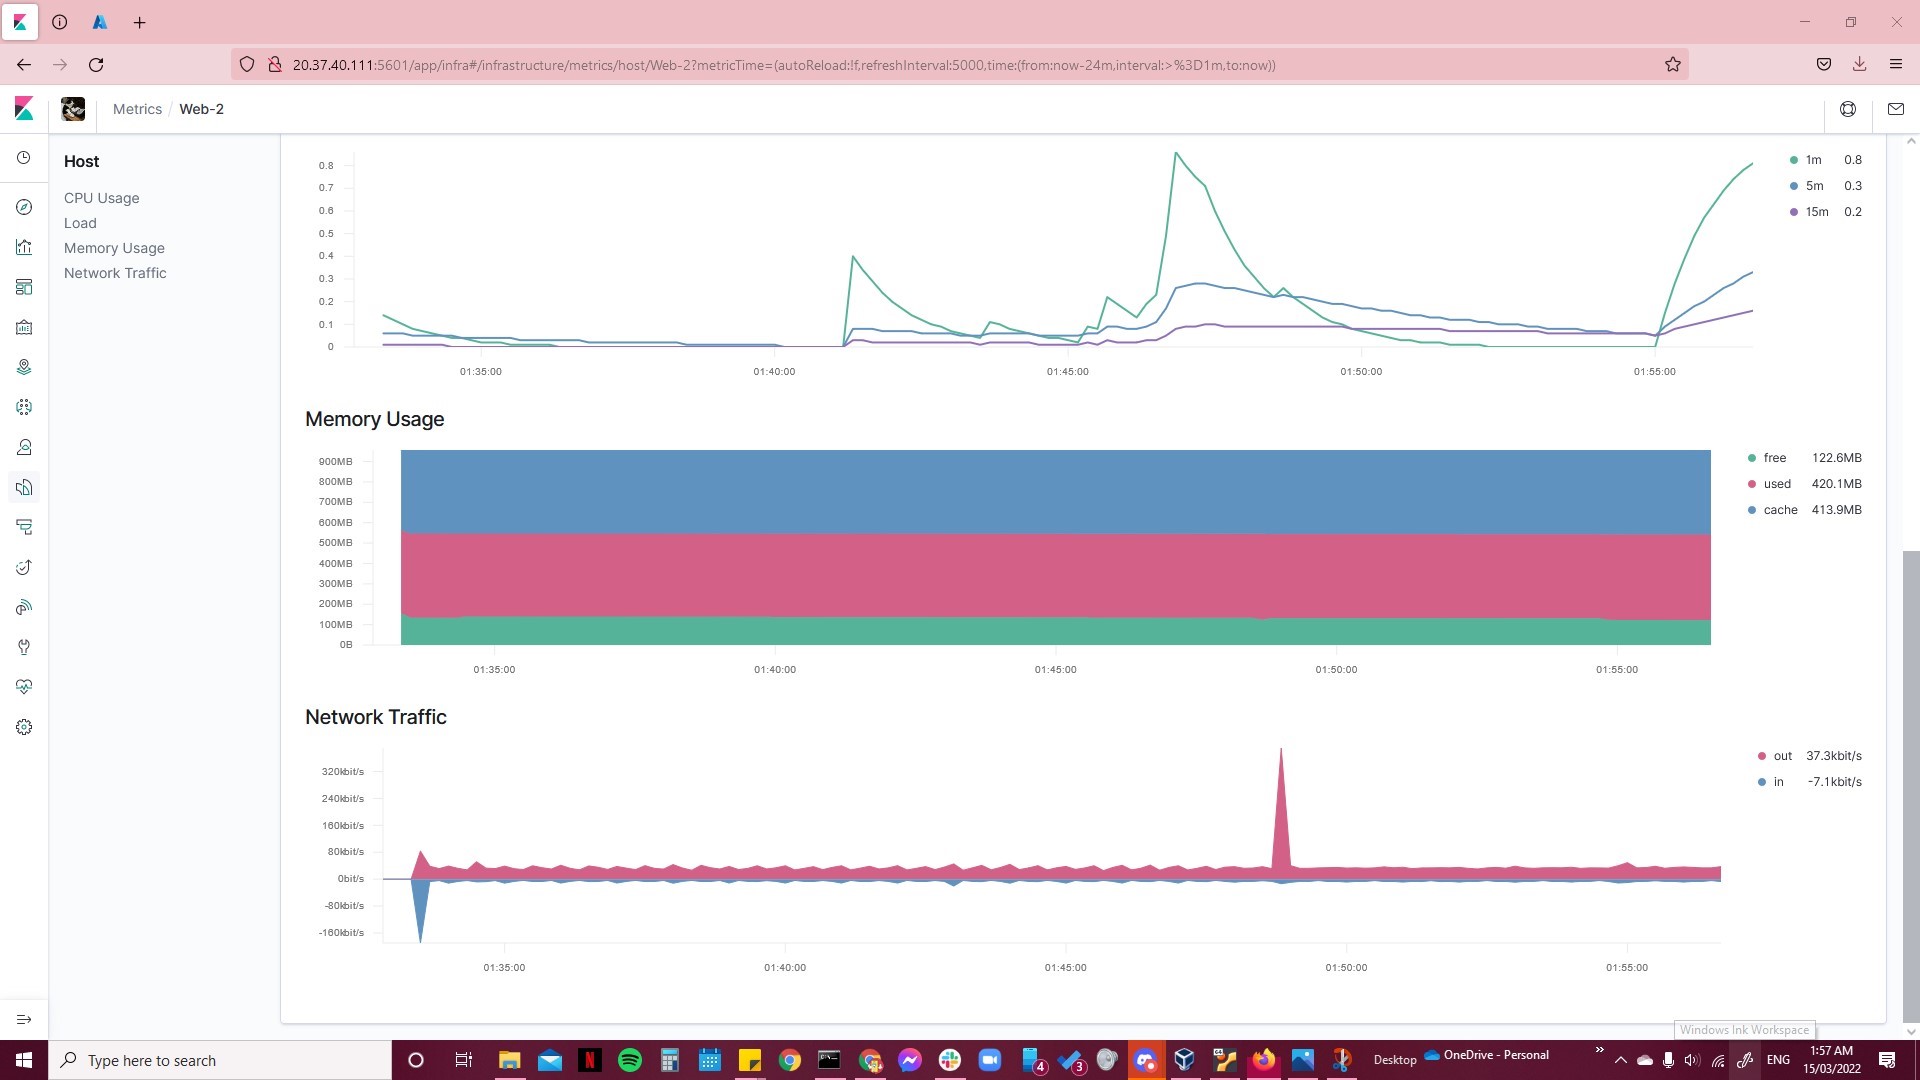 20.37.40.111:5601/app/infra#/infrastructure/metrics/host/Web-2?metricTime=(autoReload:!f,refreshInterval:5000,time:(from:now-24m,interval:>%3D1m,to:now))
Metrics / Web-2
Host
CPU Usage
Load
Memory Usage
Network Traffic
0.8
0.7
0.6
0.5
0.4
0.3
0.2
0.1
0
01:35:00 01:40:00 01:45:00 01:50:00 01:55:00
1m 0.8
5m 0.3
15m 0.2
Memory Usage
900MB
800MB
700MB
600MB
500MB
400MB
300MB
200MB
100MB
0B
01:35:00 01:40:00 01:45:00 01:50:00 01:55:00
free 122.6MB
used 420.1MB
cache 413.9MB
Network Traffic
320kbit/s
240kbit/s
160kbit/s
80kbit/s
0bit/s
-80kbit/s
-160kbit/s
01:35:00 01:40:00 01:45:00 01:50:00 01:55:00
out 37.3kbit/s
in -7.1kbit/s
Windows Ink Workspace
Type here to search
4
3
Desktop
OneDrive - Personal
ENG
1:57 AM
15/03/2022